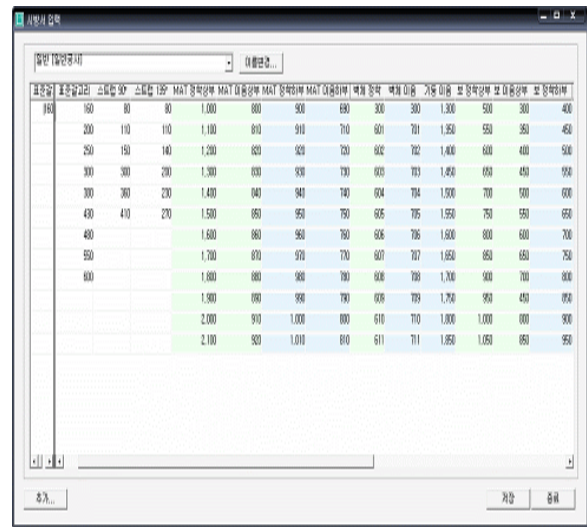 시방서 입력
일반 [일반공사]
이름변경...
표준갈 표준갈고리 스트럽 90° 스트럽 135° MAT 정착상부 MAT 이음상부 MAT 정착하부 MAT 이음하부 벽체 정착 벽체 이음 기둥 이음 보 정착상부 보 이음상부 보 정착하부
160 160 80 80 1,000 800 900 690 300 300 1,300 500 300 400
200 110 110 1,100 810 910 710 601 701 1,350 550 350 450
250 150 140 1,200 820 920 720 602 702 1,400 600 400 500
300 300 200 1,300 830 930 730 603 703 1,450 650 450 550
380 360 230 1,400 840 940 740 604 704 1,500 700 500 600
430 410 270 1,500 850 950 750 605 705 1,550 750 550 650
480 1,600 860 960 760 606 706 1,600 800 600 700
550 1,700 870 970 770 607 707 1,650 850 650 750
600 1,800 880 980 780 608 708 1,700 900 700 800
1,900 890 990 790 609 709 1,750 950 450 850
2,000 910 1,000 800 610 710 1,800 1,000 800 900
2,100 920 1,010 810 611 711 1,850 1,050 850 950
추가... 저장 종료